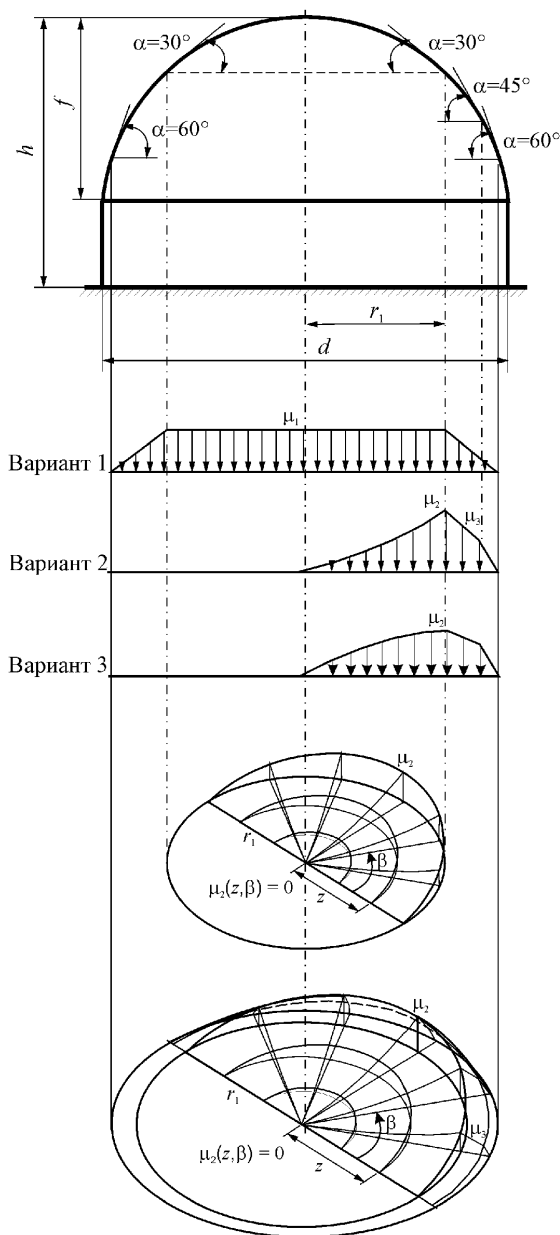 α=30°
α=30°
α=45°
α=60°
α=60°
f
h
r₁
d
μ₁
Вариант 1
μ₂
μ₃
Вариант 2
μ₂
Вариант 3
μ₂
r₁
β
μ₂(z,β) = 0
z
μ₂
r₁
β
μ₃
μ₂(z,β) = 0
z